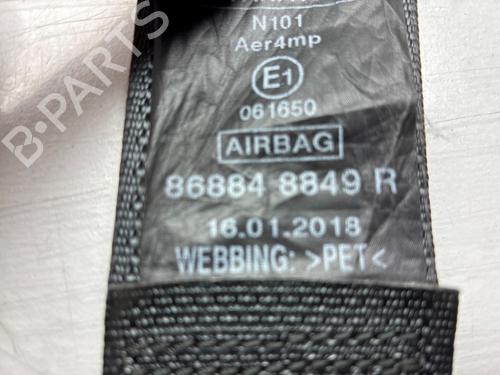 N101
Aer4mp
E1
061650
AIRBAG
86884 8849 R
16.01.2018
WEBBING: >PET<
B-PARTS